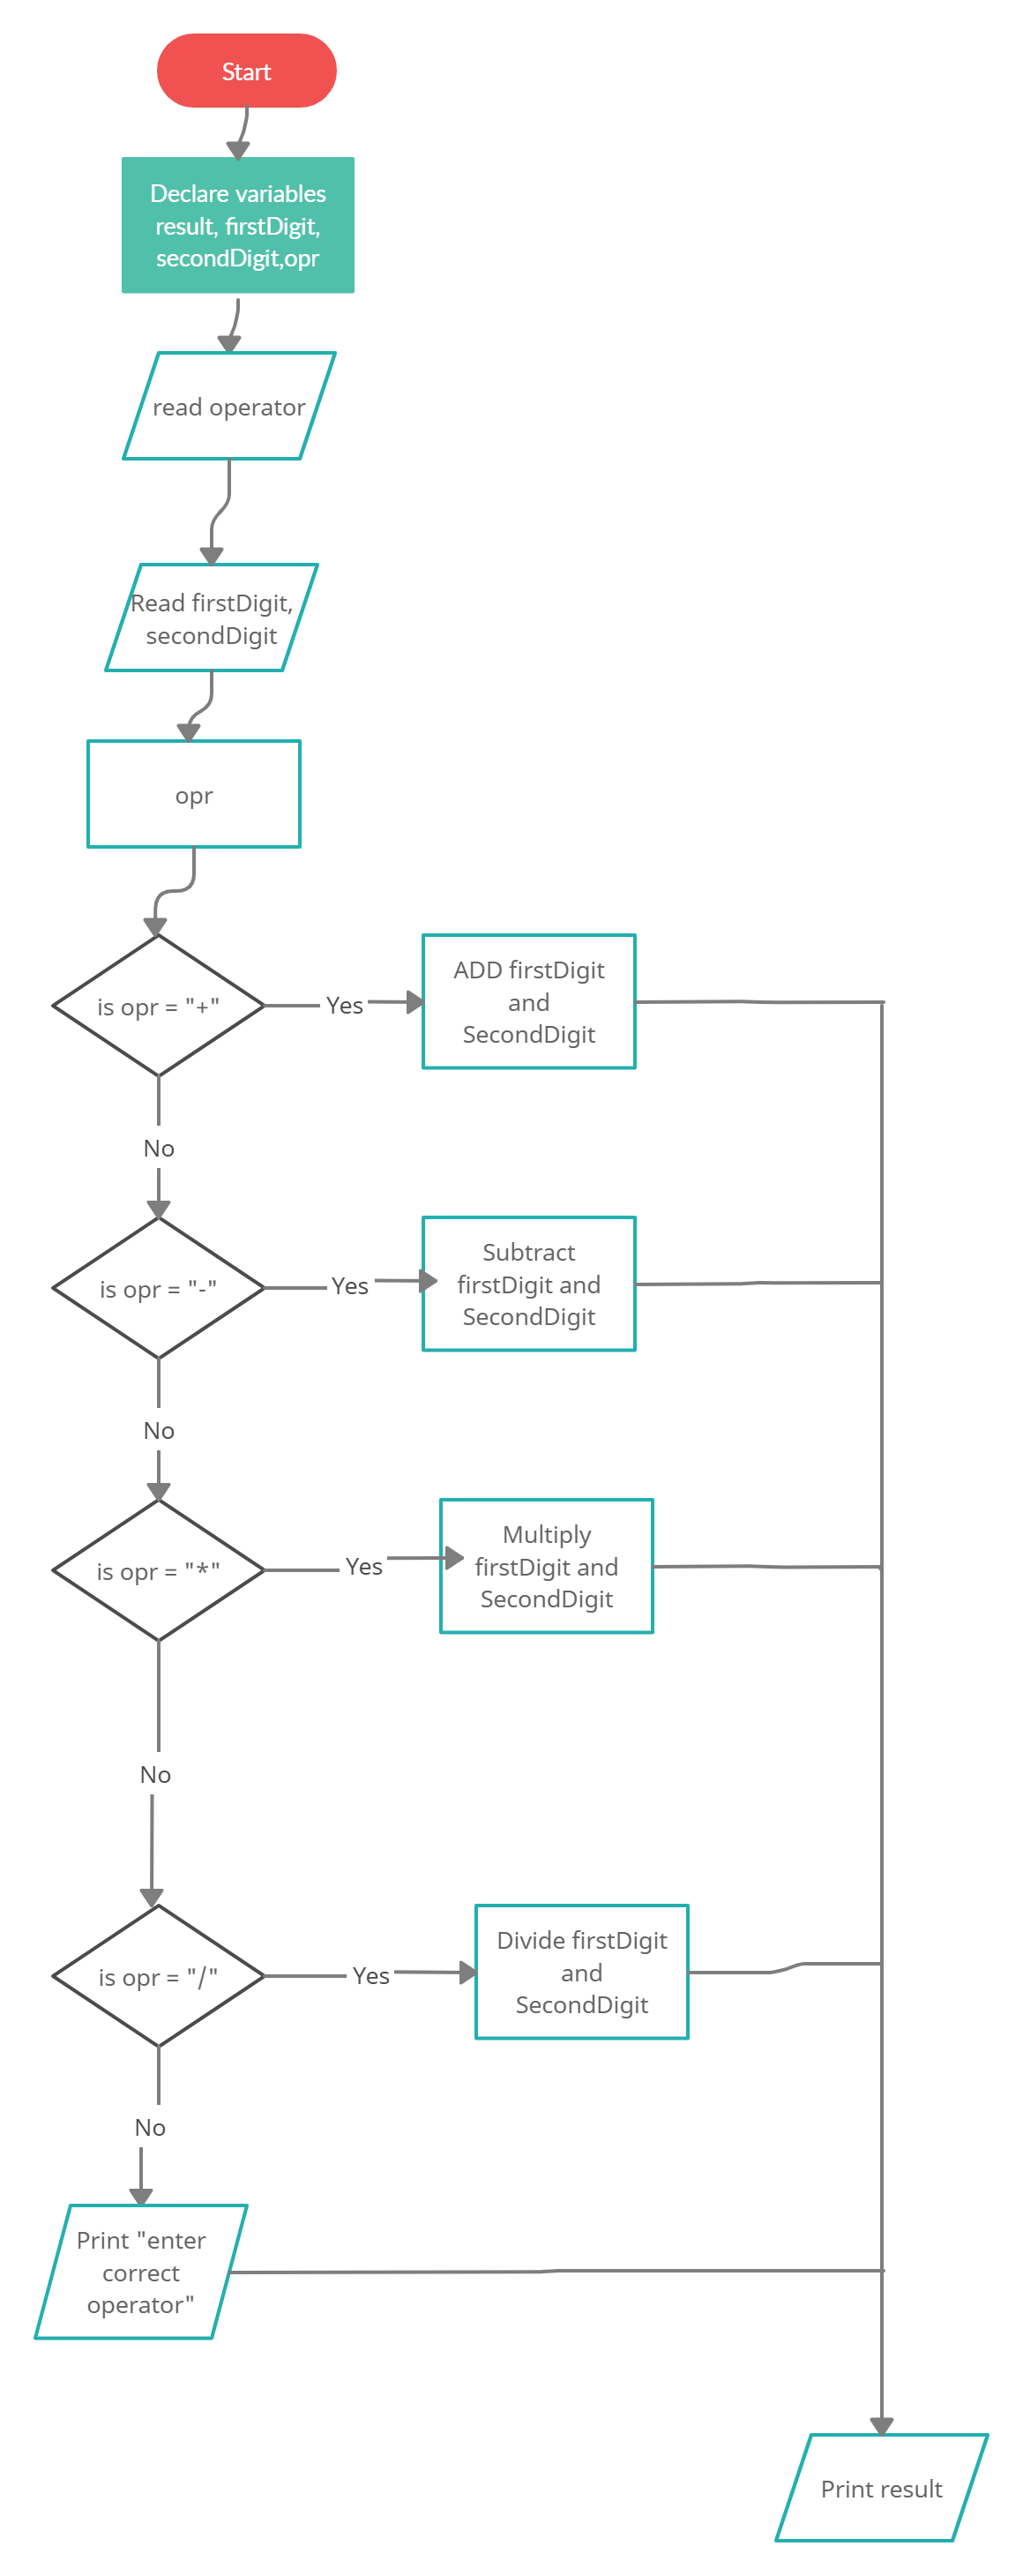 Start
Declare variables
result, firstDigit,
secondDigit,opr
read operator
Read firstDigit,
secondDigit
opr
is opr = "+"
Yes
ADD firstDigit
and
SecondDigit
No
is opr = "-"
Yes
Subtract
firstDigit and
SecondDigit
No
is opr = "*"
Yes
Multiply
firstDigit and
SecondDigit
No
is opr = "/"
Yes
Divide firstDigit
and
SecondDigit
No
Print "enter
correct
operator"
Print result